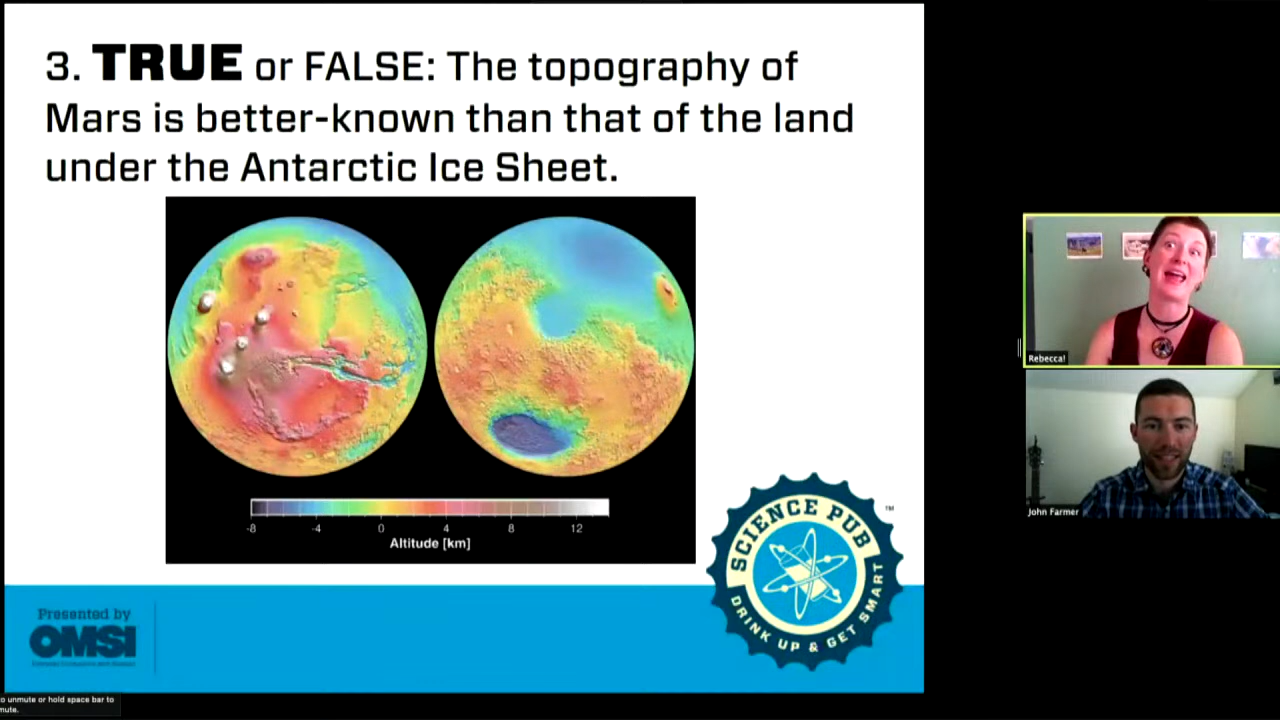 3. TRUE or FALSE: The topography of
Mars is better-known than that of the land
under the Antarctic Ice Sheet.
-8 -4 0 4 8 12
Altitude [km]
SCIENCE PUB
DRINK UP & GET SMART
TM
Presented by
OMSI
Rebecca!
John Farmer
o unmute or hold space bar to
mute.